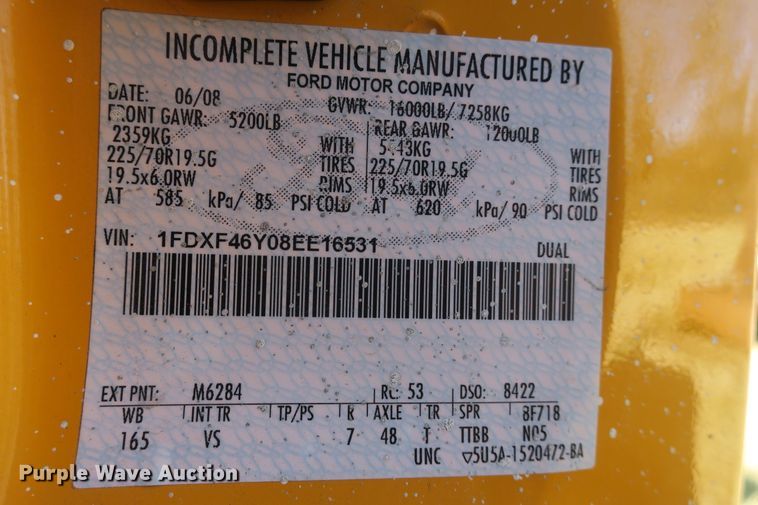 INCOMPLETE VEHICLE MANUFACTURED BY
FORD MOTOR COMPANY
DATE: 06/08 GVWR: 16000LB/ 7258KG
FRONT GAWR: 5200LB REAR GAWR: 12000LB
2359KG WITH 5443KG WITH
225/70R19.5G TIRES 225/70R19.5G TIRES
19.5x6.0RW RIMS 19.5x6.0RW RIMS
AT 585 kPa/ 85 PSI COLD AT 620 kPa/ 90 PSI COLD
VIN: 1FDXF46Y08EE16531 DUAL
EXT PNT: M6284 RC: 53 DSO: 8422
WB INT TR TP/PS R AXLE TR SPR 8F718
165 VS 7 48 T TTBB N05
UNC ▽5U5A-1520472-BA
Purple Wave Auction